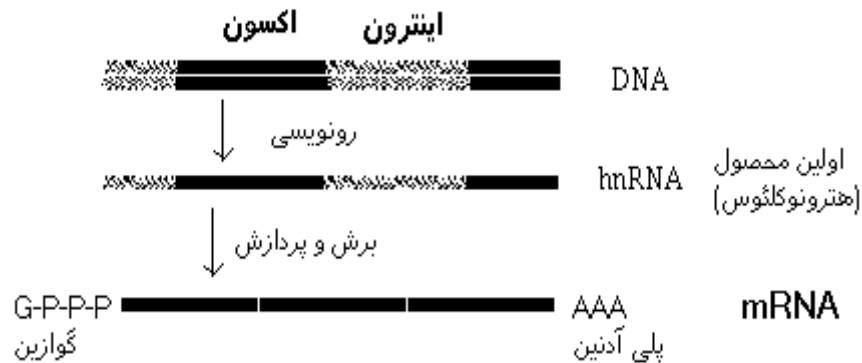 اکسون
اینترون
DNA
رونویسی
hnRNA
اولین محصول
(هترونوکلئوس)
برش و پردازش
G-P-P-P
AAA
mRNA
گوازین
پلی آدنین